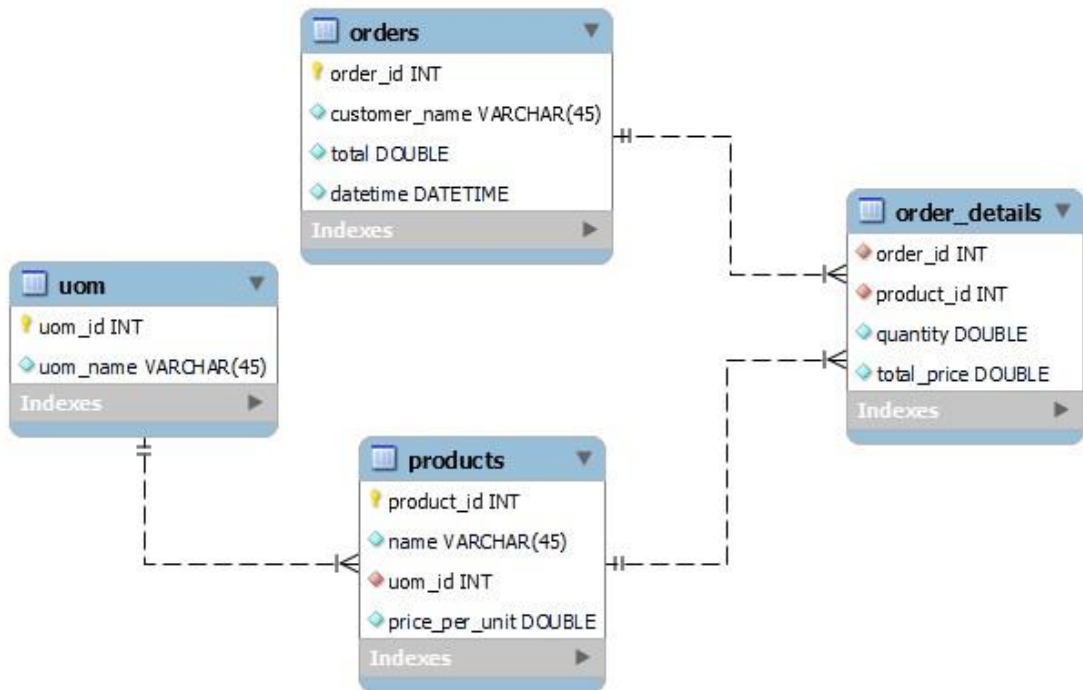 orders
order_id INT
customer_name VARCHAR(45)
total DOUBLE
datetime DATETIME
Indexes
order_details
order_id INT
product_id INT
quantity DOUBLE
total_price DOUBLE
Indexes
uom
uom_id INT
uom_name VARCHAR(45)
Indexes
products
product_id INT
name VARCHAR(45)
uom_id INT
price_per_unit DOUBLE
Indexes